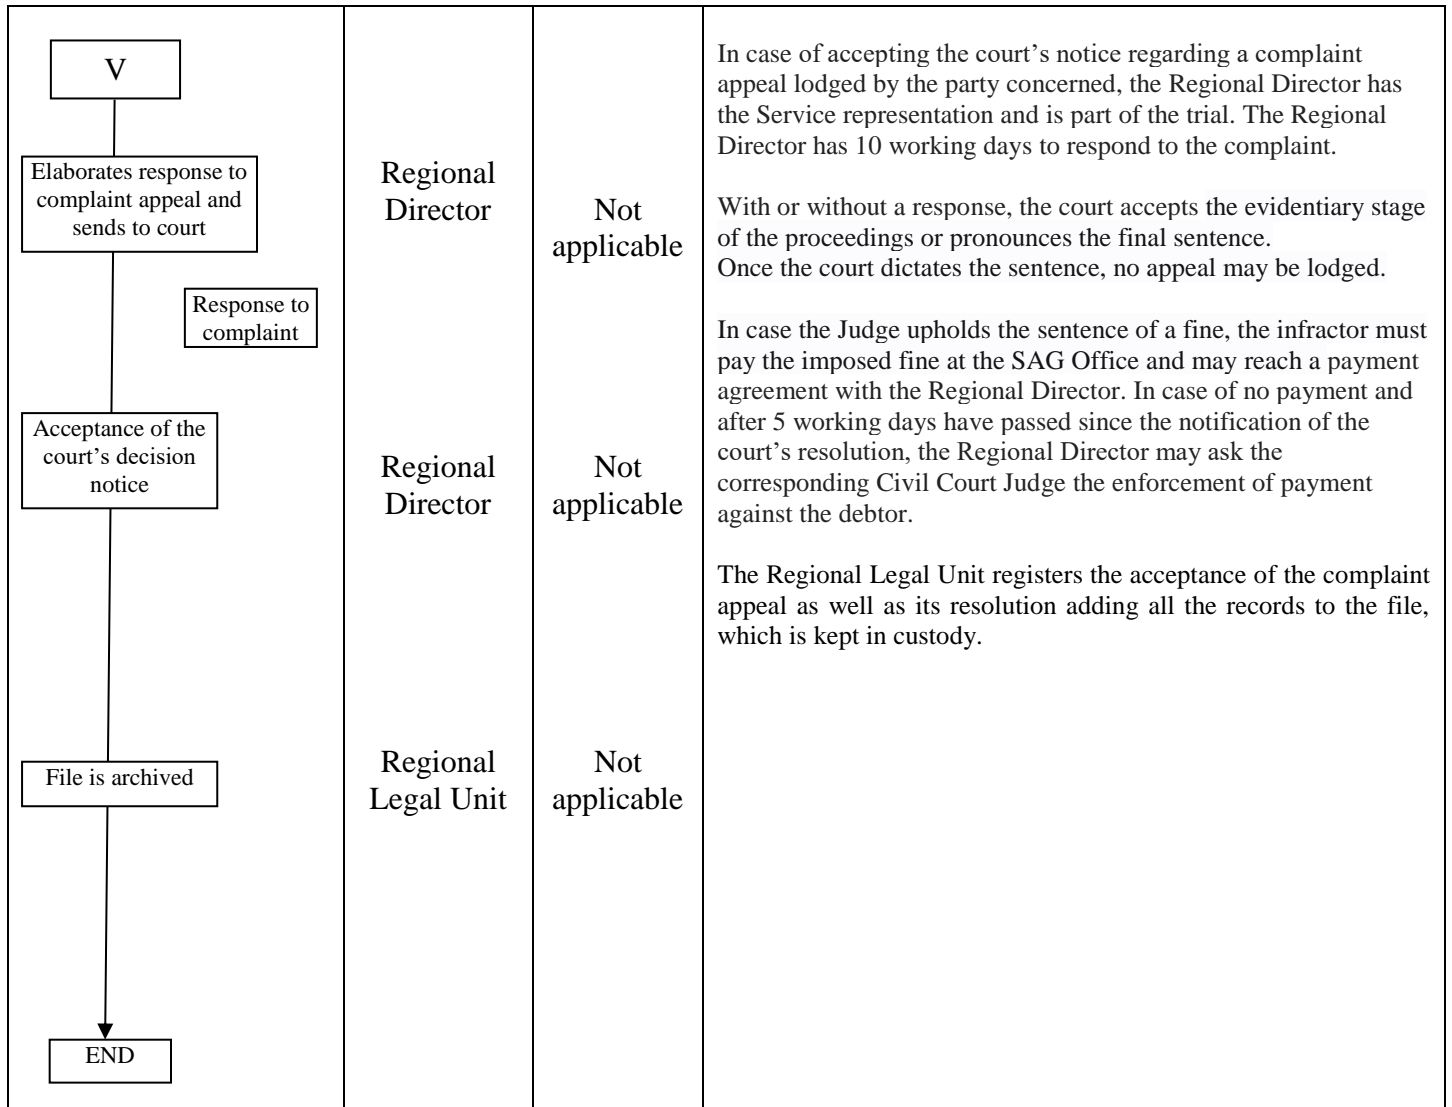 V
Elaborates response to
complaint appeal and
sends to court
Response to
complaint
Acceptance of the
court’s decision
notice
File is archived
END
Regional
Director
Regional
Director
Regional
Legal Unit
Not
applicable
Not
applicable
Not
applicable
In case of accepting the court’s notice regarding a complaint
appeal lodged by the party concerned, the Regional Director has
the Service representation and is part of the trial. The Regional
Director has 10 working days to respond to the complaint.
With or without a response, the court accepts the evidentiary stage
of the proceedings or pronounces the final sentence.
Once the court dictates the sentence, no appeal may be lodged.
In case the Judge upholds the sentence of a fine, the infractor must
pay the imposed fine at the SAG Office and may reach a payment
agreement with the Regional Director. In case of no payment and
after 5 working days have passed since the notification of the
court’s resolution, the Regional Director may ask the
corresponding Civil Court Judge the enforcement of payment
against the debtor.
The Regional Legal Unit registers the acceptance of the complaint
appeal as well as its resolution adding all the records to the file,
which is kept in custody.